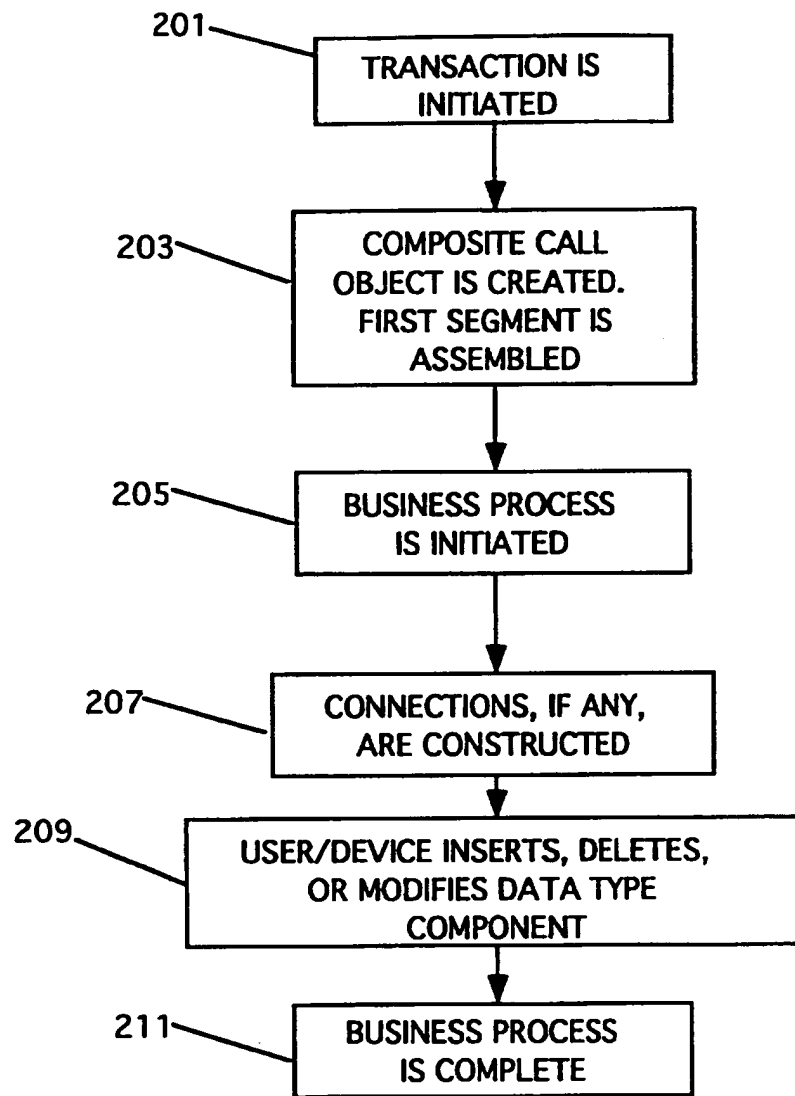 201
TRANSACTION IS
INITIATED
203
COMPOSITE CALL
OBJECT IS CREATED.
FIRST SEGMENT IS
ASSEMBLED
205
BUSINESS PROCESS
IS INITIATED
207
CONNECTIONS, IF ANY,
ARE CONSTRUCTED
209
USER/DEVICE INSERTS, DELETES,
OR MODIFIES DATA TYPE
COMPONENT
211
BUSINESS PROCESS
IS COMPLETE